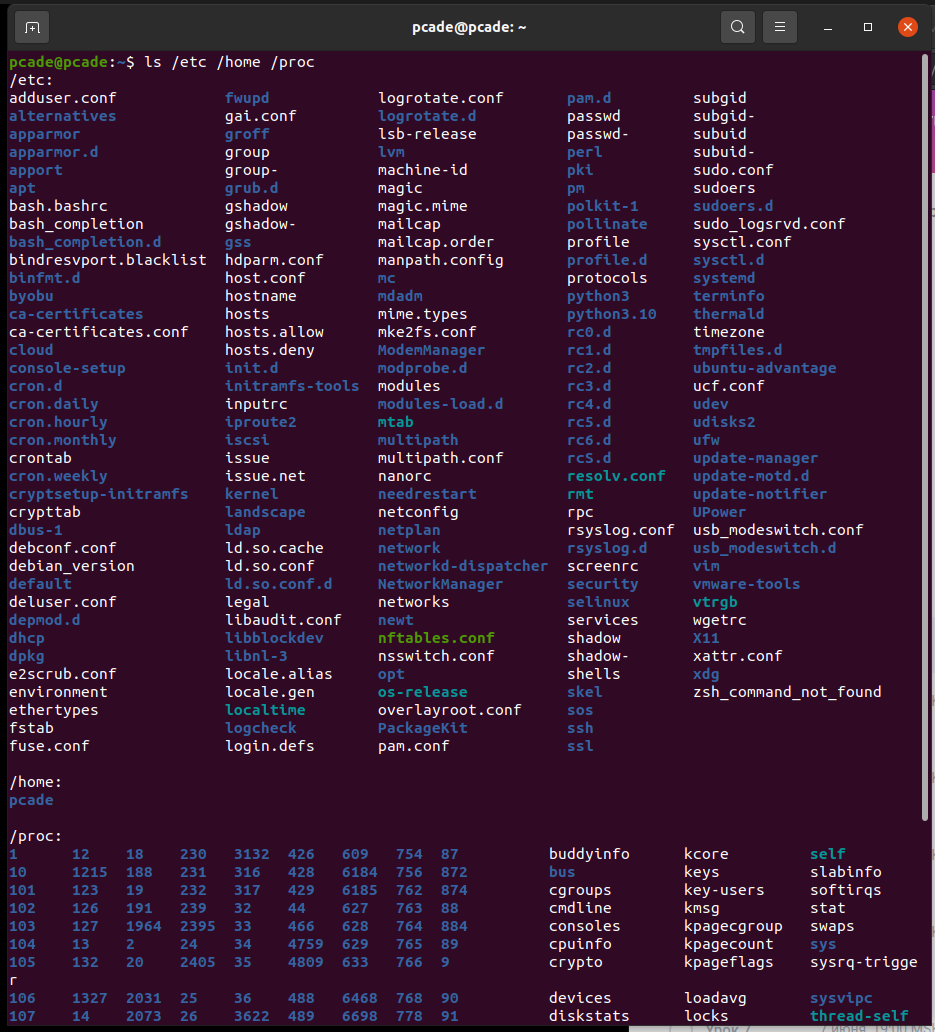 pcade@pcade: ~
pcade@pcade:~$ ls /etc /home /proc
/etc:
adduser.conf fwupd logrotate.conf pam.d subgid
alternatives gai.conf logrotate.d passwd subgid-
apparmor groff lsb-release passwd- subuid
apparmor.d group lvm perl subuid-
apport group- machine-id pki sudo.conf
apt grub.d magic pm sudoers
bash.bashrc gshadow magic.mime polkit-1 sudoers.d
bash_completion gshadow- mailcap pollinate sudo_logsrvd.conf
bash_completion.d gss mailcap.order profile sysctl.conf
bindresvport.blacklist hdparm.conf manpath.config profile.d sysctl.d
binfmt.d host.conf mc protocols systemd
byobu hostname mdadm python3 terminfo
ca-certificates hosts mime.types python3.10 thermald
ca-certificates.conf hosts.allow mke2fs.conf rc0.d timezone
cloud hosts.deny ModemManager rc1.d tmpfiles.d
console-setup init.d modprobe.d rc2.d ubuntu-advantage
cron.d initramfs-tools modules rc3.d ucf.conf
cron.daily inputrc modules-load.d rc4.d udev
cron.hourly iproute2 mtab rc5.d udisks2
cron.monthly iscsi multipath rc6.d ufw
crontab issue multipath.conf rcS.d update-manager
cron.weekly issue.net nanorc resolv.conf update-motd.d
cryptsetup-initramfs kernel needrestart rmt update-notifier
crypttab landscape netconfig rpc UPower
dbus-1 ldap netplan rsyslog.conf usb_modeswitch.conf
debconf.conf ld.so.cache network rsyslog.d usb_modeswitch.d
debian_version ld.so.conf networkd-dispatcher screenrc vim
default ld.so.conf.d NetworkManager security vmware-tools
deluser.conf legal networks selinux vtrgb
depmod.d libaudit.conf newt services wgetrc
dhcp libblockdev nftables.conf shadow X11
dpkg libnl-3 nsswitch.conf shadow- xattr.conf
e2scrub.conf locale.alias opt shells xdg
environment locale.gen os-release skel zsh_command_not_found
ethertypes localtime overlayroot.conf sos
fstab logcheck PackageKit ssh
fuse.conf login.defs pam.conf ssl
/home:
pcade
/proc:
1 12 18 230 3132 426 609 754 87 buddyinfo kcore self
10 1215 188 231 316 428 6184 756 872 bus keys slabinfo
101 123 19 232 317 429 6185 762 874 cgroups key-users softirqs
102 126 191 239 32 44 627 763 88 cmdline kmsg stat
103 127 1964 2395 33 466 628 764 884 consoles kpagecgroup swaps
104 13 2 24 34 4759 629 765 89 cpuinfo kpagecount sys
105 132 20 2405 35 4809 633 766 9 crypto kpageflags sysrq-trigge
r
106 1327 2031 25 36 488 6468 768 90 devices loadavg sysvipc
107 14 2073 26 3622 489 6698 778 91 diskstats locks thread-self